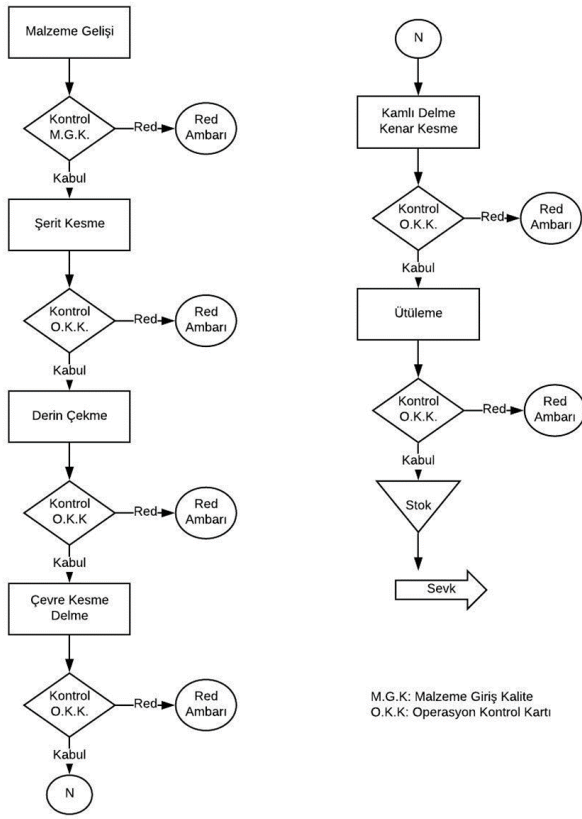 Malzeme Gelişi
Kontrol
M.G.K.
Red
Red
Ambarı
Kabul
Şerit Kesme
Kontrol
O.K.K.
Red
Red
Ambarı
Kabul
Derin Çekme
Kontrol
O.K.K
Red
Red
Ambarı
Kabul
Çevre Kesme
Delme
Kontrol
O.K.K.
Red
Red
Ambarı
Kabul
N
N
Kamlı Delme
Kenar Kesme
Kontrol
O.K.K.
Red
Red
Ambarı
Kabul
Ütüleme
Kontrol
O.K.K.
Red
Red
Ambarı
Kabul
Stok
Sevk
M.G.K: Malzeme Giriş Kalite
O.K.K: Operasyon Kontrol Kartı